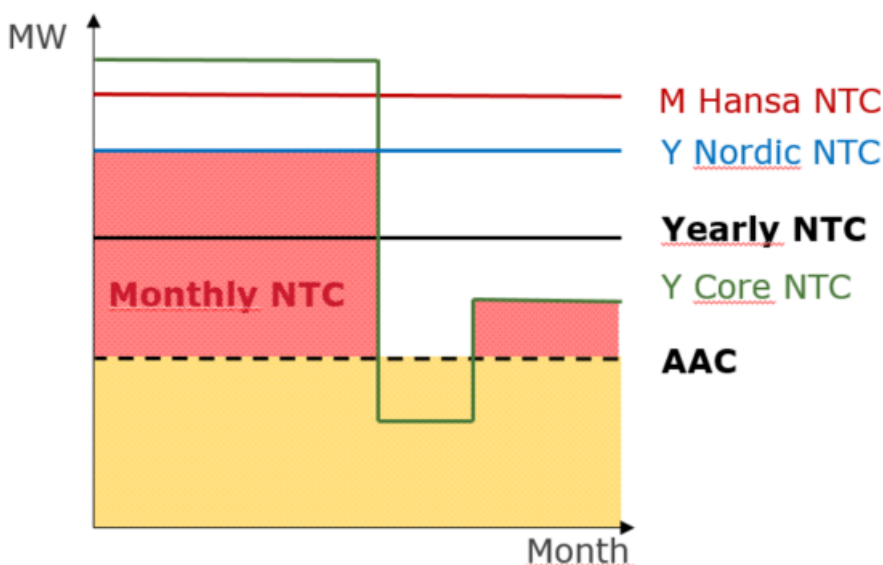 MW
M Hansa NTC
Y Nordic NTC
Yearly NTC
Monthly NTC
Y Core NTC
AAC
Month